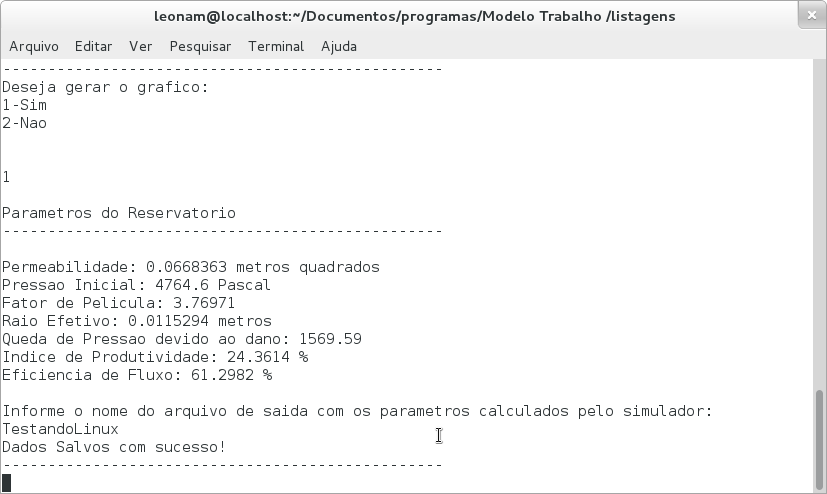 leonam@localhost:~/Documentos/programas/Modelo Trabalho /listagens
Arquivo Editar Ver Pesquisar Terminal Ajuda
-------------------------------------------------
Deseja gerar o grafico:
1-Sim
2-Nao
1
Parametros do Reservatorio
-------------------------------------------------
Permeabilidade: 0.0668363 metros quadrados
Pressao Inicial: 4764.6 Pascal
Fator de Pelicula: 3.76971
Raio Efetivo: 0.0115294 metros
Queda de Pressao devido ao dano: 1569.59
Indice de Produtividade: 24.3614 %
Eficiencia de Fluxo: 61.2982 %
Informe o nome do arquivo de saida com os parametros calculados pelo simulador:
TestandoLinux
Dados Salvos com sucesso!
-------------------------------------------------